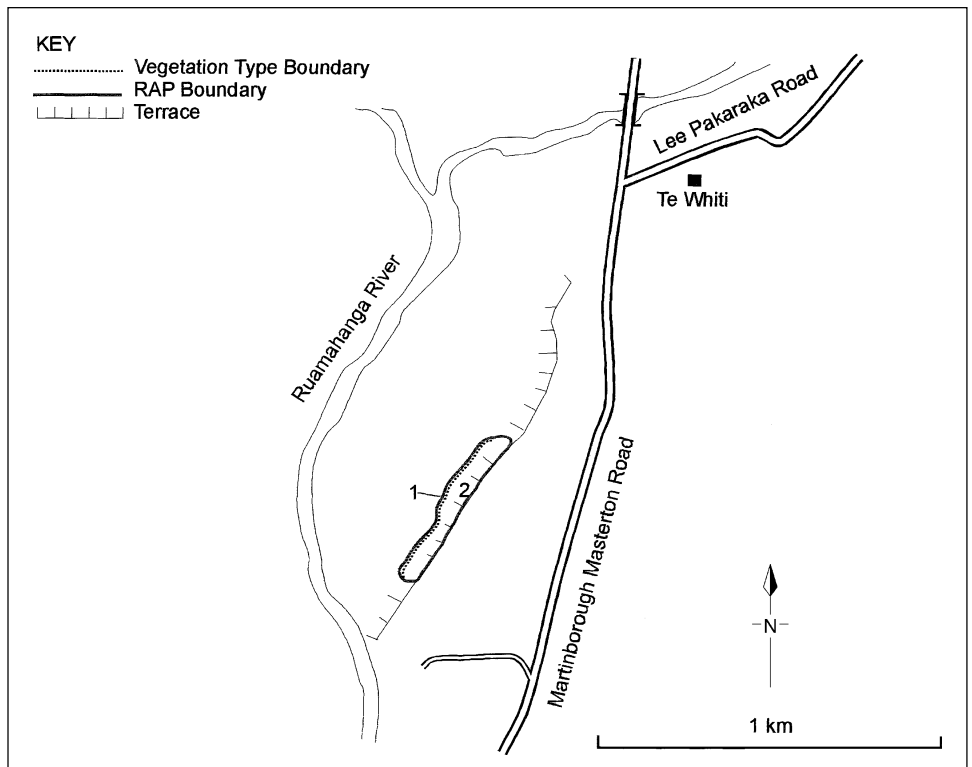 KEY
Vegetation Type Boundary
RAP Boundary
Terrace
Lee Pakaraka Road
Te Whiti
Ruamahanga River
1
2
Martinborough Masterton Road
N
1 km